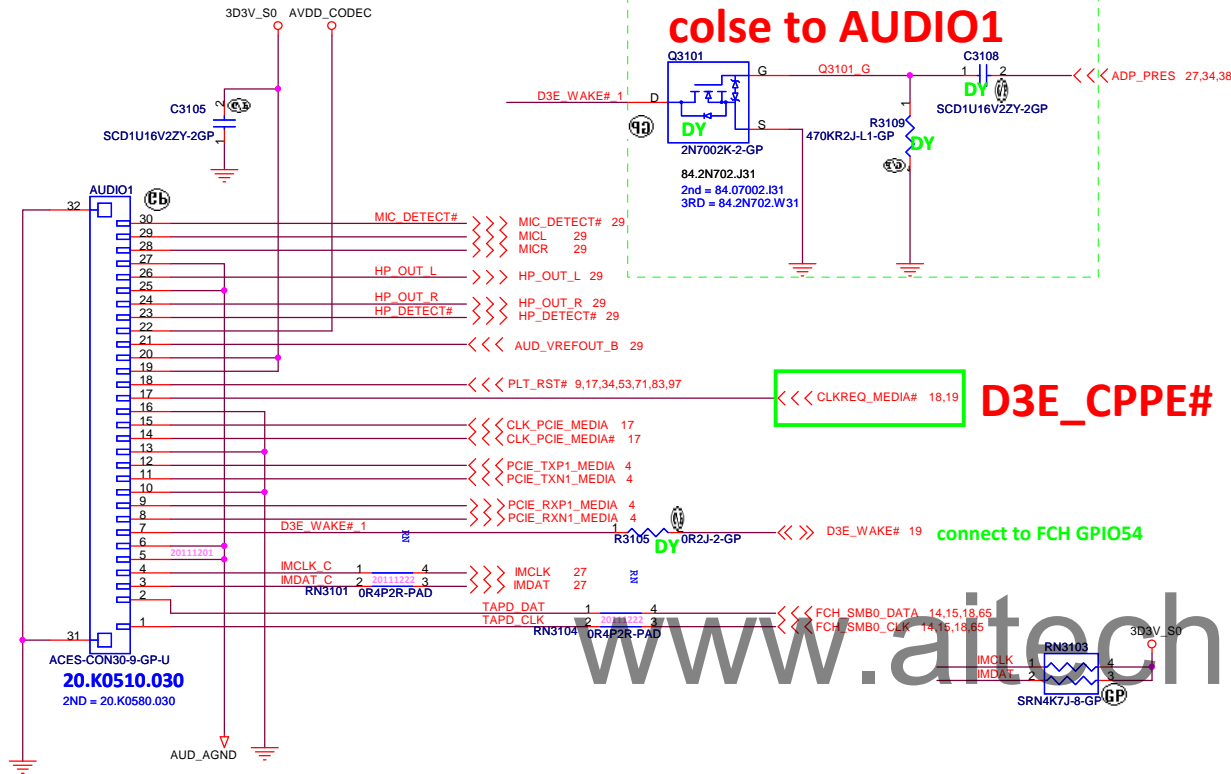 colse to AUDIO1
3D3V_S0 AVDD_CODEC
C3105
2
1
SCD1U16V2ZY-2GP
Q3101
D3E_WAKE#_1 D
G Q3101_G
S
DY
2N7002K-2-GP
84.2N702.J31
2nd = 84.07002.I31
3RD = 84.2N702.W31
C3108
1 2
DY
SCD1U16V2ZY-2GP
ADP_PRES 27,34,38
1
R3109
470KR2J-L1-GP
DY
AUDIO1
32
30 MIC_DETECT# MIC_DETECT# 29
29 MICL 29
28 MICR 29
27
26 HP_OUT_L HP_OUT_L 29
25
24 HP_OUT_R HP_OUT_R 29
23 HP_DETECT# HP_DETECT# 29
22
21 AUD_VREFOUT_B 29
20
19
18 PLT_RST# 9,17,34,53,71,83,97
17 CLKREQ_MEDIA# 18,19
D3E_CPPE#
16
15 CLK_PCIE_MEDIA 17
14 CLK_PCIE_MEDIA# 17
13
12 PCIE_TXP1_MEDIA 4
11 PCIE_TXN1_MEDIA 4
10
9 PCIE_RXP1_MEDIA 4
8 PCIE_RXN1_MEDIA 4
7 D3E_WAKE#_1 RN R3105 DY 0R2J-2-GP D3E_WAKE# 19 connect to FCH GPIO54
6
5 20111201
4 IMCLK_C 1 4 IMCLK 27
3 IMDAT_C 2 20111222 3 IMDAT 27
RN3101 0R4P2R-PAD
RN
2 TAPD_DAT 1 4 FCH_SMB0_DATA 14,15,18,65
1 TAPD_CLK 2 20111222 3 FCH_SMB0_CLK 14,15,18,65
RN3104 0R4P2R-PAD
31
ACES-CON30-9-GP-U
20.K0510.030
2ND = 20.K0580.030
AUD_AGND
www.aitech
3D3V_S0
RN3103
IMCLK 1 4
IMDAT 2 3
SRN4K7J-8-GP
GP